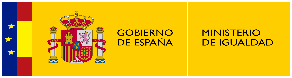 GOBIERNO
DE ESPAÑA
MINISTERIO
DE IGUALDAD